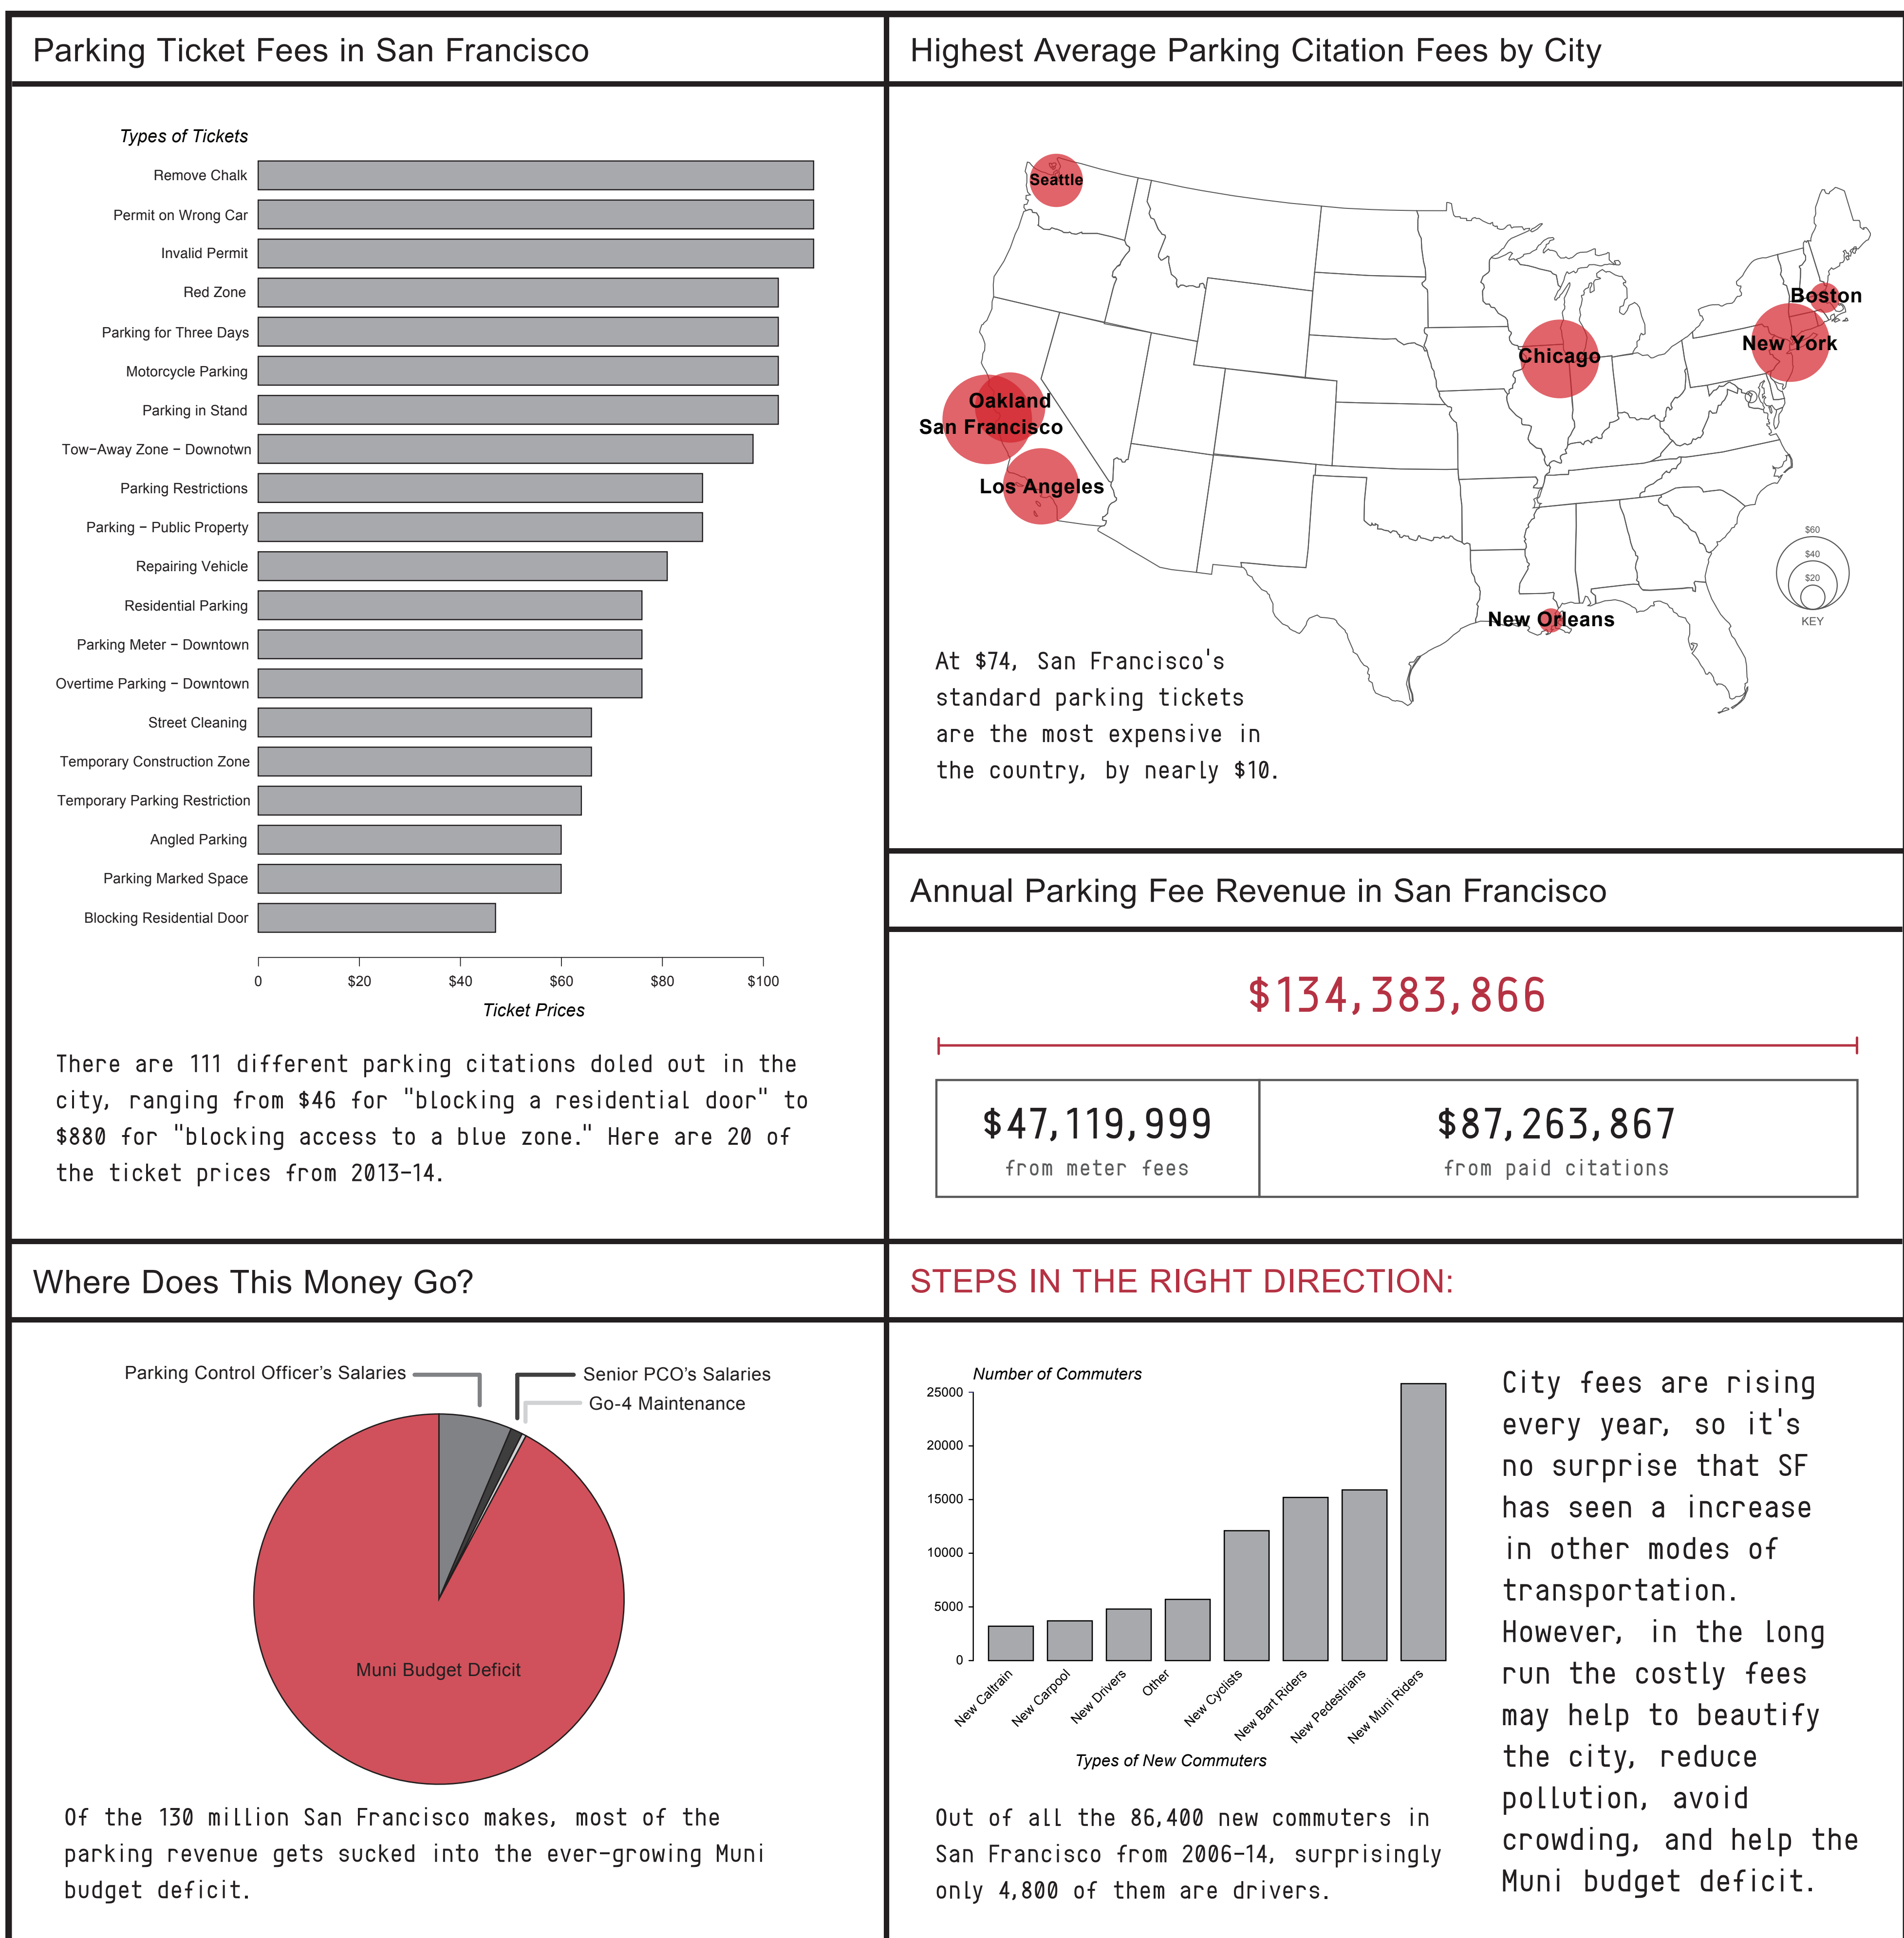 Parking Ticket Fees in San Francisco
Types of Tickets
Remove Chalk
Permit on Wrong Car
Invalid Permit
Red Zone
Parking for Three Days
Motorcycle Parking
Parking in Stand
Tow−Away Zone − Downotwn
Parking Restrictions
Parking − Public Property
Repairing Vehicle
Residential Parking
Parking Meter − Downtown
Overtime Parking − Downtown
Street Cleaning
Temporary Construction Zone
Temporary Parking Restriction
Angled Parking
Parking Marked Space
Blocking Residential Door
0 $20 $40 $60 $80 $100
Ticket Prices
There are 111 different parking citations doled out in the
city, ranging from $46 for "blocking a residential door" to
$880 for "blocking access to a blue zone." Here are 20 of
the ticket prices from 2013-14.
Highest Average Parking Citation Fees by City
Seattle
Boston
New York
Chicago
Oakland
San Francisco
Los Angeles
New Orleans
$60
$40
$20
KEY
At $74, San Francisco's
standard parking tickets
are the most expensive in
the country, by nearly $10.
Annual Parking Fee Revenue in San Francisco
$134,383,866
$47,119,999
from meter fees
$87,263,867
from paid citations
Where Does This Money Go?
Parking Control Officer's Salaries
Senior PCO's Salaries
Go-4 Maintenance
Muni Budget Deficit
Of the 130 million San Francisco makes, most of the
parking revenue gets sucked into the ever-growing Muni
budget deficit.
STEPS IN THE RIGHT DIRECTION:
Number of Commuters
25000
20000
15000
10000
5000
0
New Caltrain
New Carpool
New Drivers
Other
New Cyclists
New Bart Riders
New Pedestrians
New Muni Riders
Types of New Commuters
Out of all the 86,400 new commuters in
San Francisco from 2006-14, surprisingly
only 4,800 of them are drivers.
City fees are rising
every year, so it's
no surprise that SF
has seen a increase
in other modes of
transportation.
However, in the long
run the costly fees
may help to beautify
the city, reduce
pollution, avoid
crowding, and help the
Muni budget deficit.